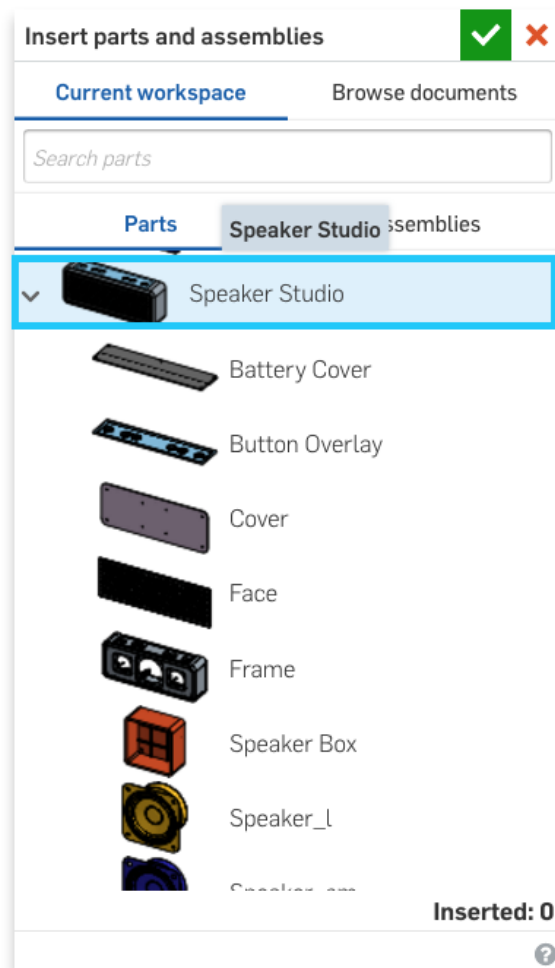 Insert parts and assemblies
Current workspace
Browse documents
Search parts
Parts
Speaker Studio
ssemblies
Speaker Studio
Battery Cover
Button Overlay
Cover
Face
Frame
Speaker Box
Speaker_l
Inserted: 0